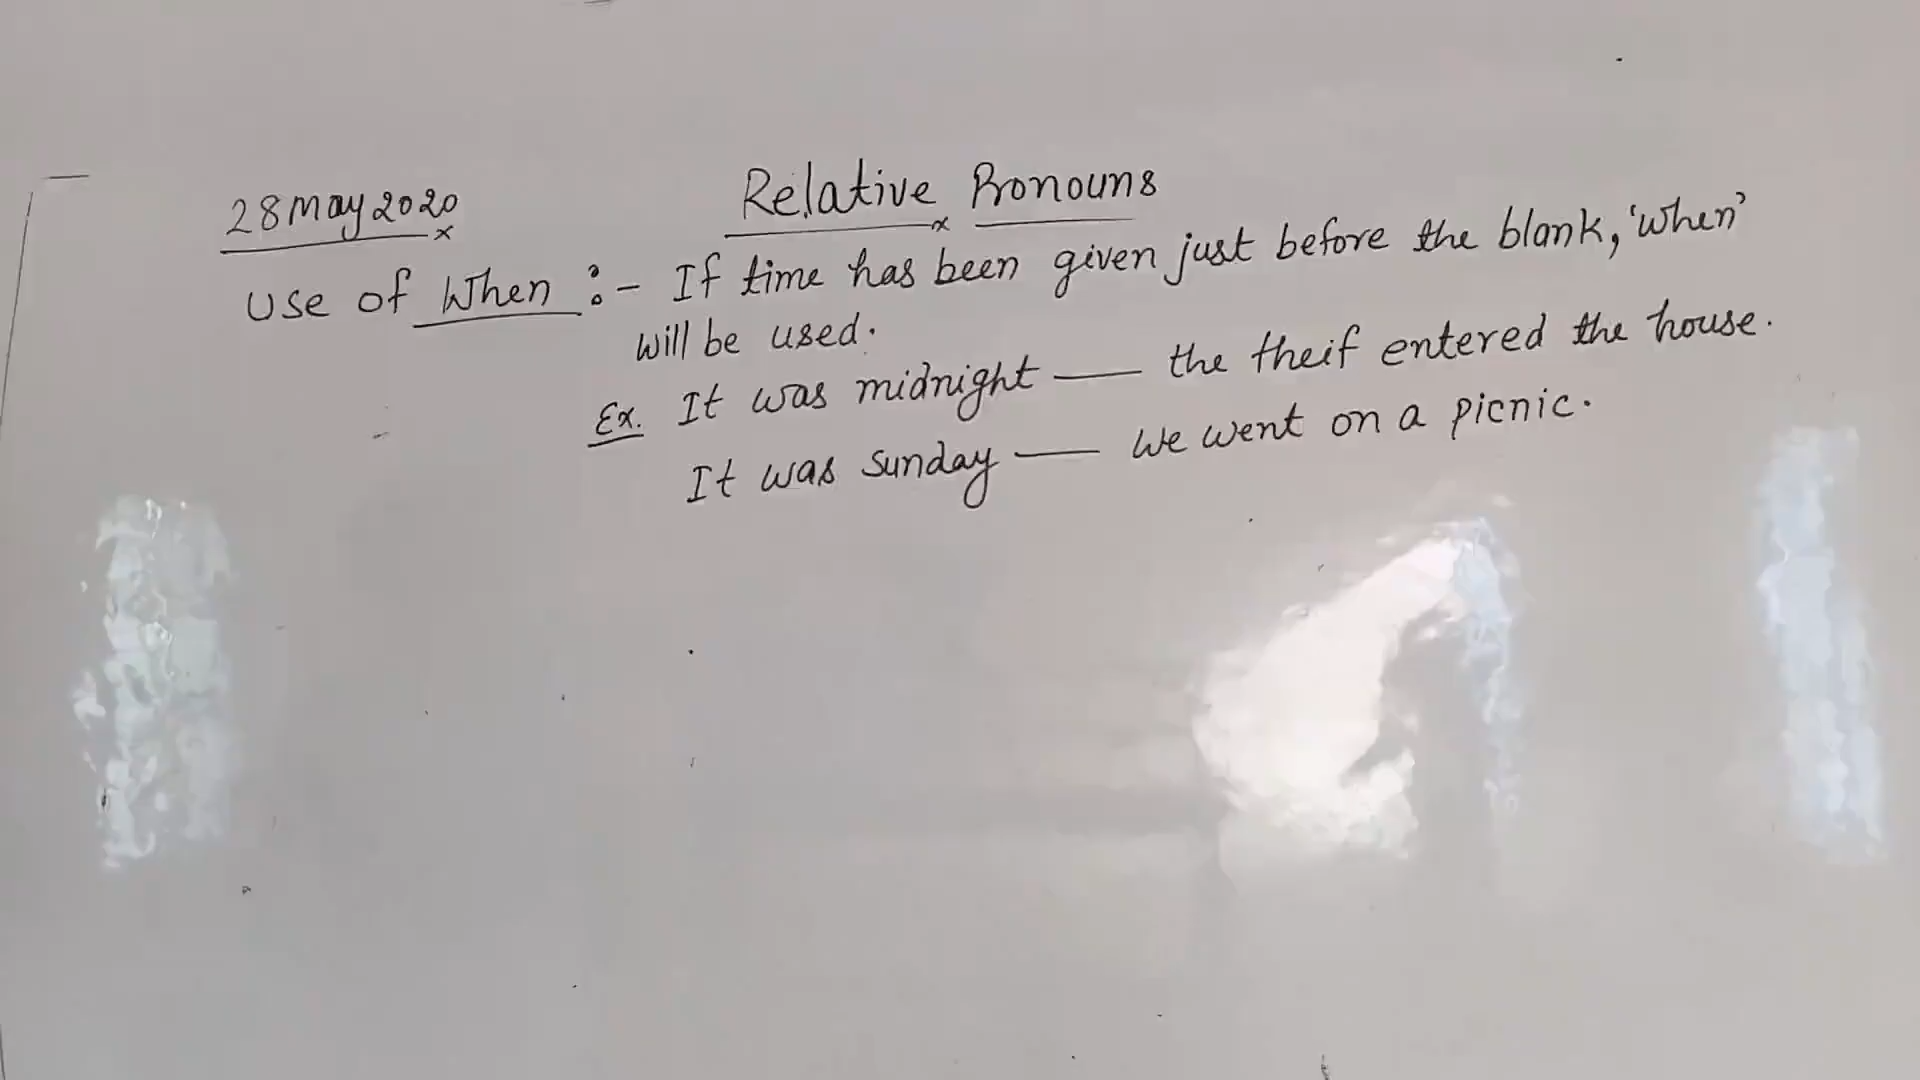 28 May 2020
Relative Pronouns
Use of When :- If time has been given just before the blank, 'when'
will be used.
Ex. It was midnight — the theif entered the house.
It was Sunday — We went on a picnic.